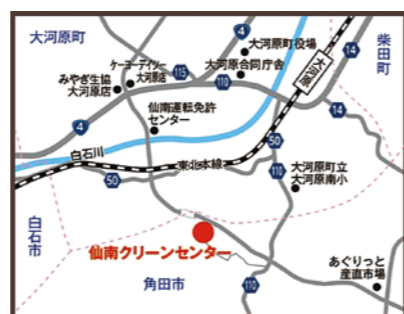 大河原町
4
大河原町役場
柴田町
14
ケーヨーデイツー
大河原店
みやぎ生協
大河原店
115
大河原合同庁舎
110
大河原
14
仙南運転免許
センター
4
白石川
東北本線
50
50
110
大河原町立
大河原南小
白石市
仙南クリーンセンター
角田市
あぐりっと
産直市場
110